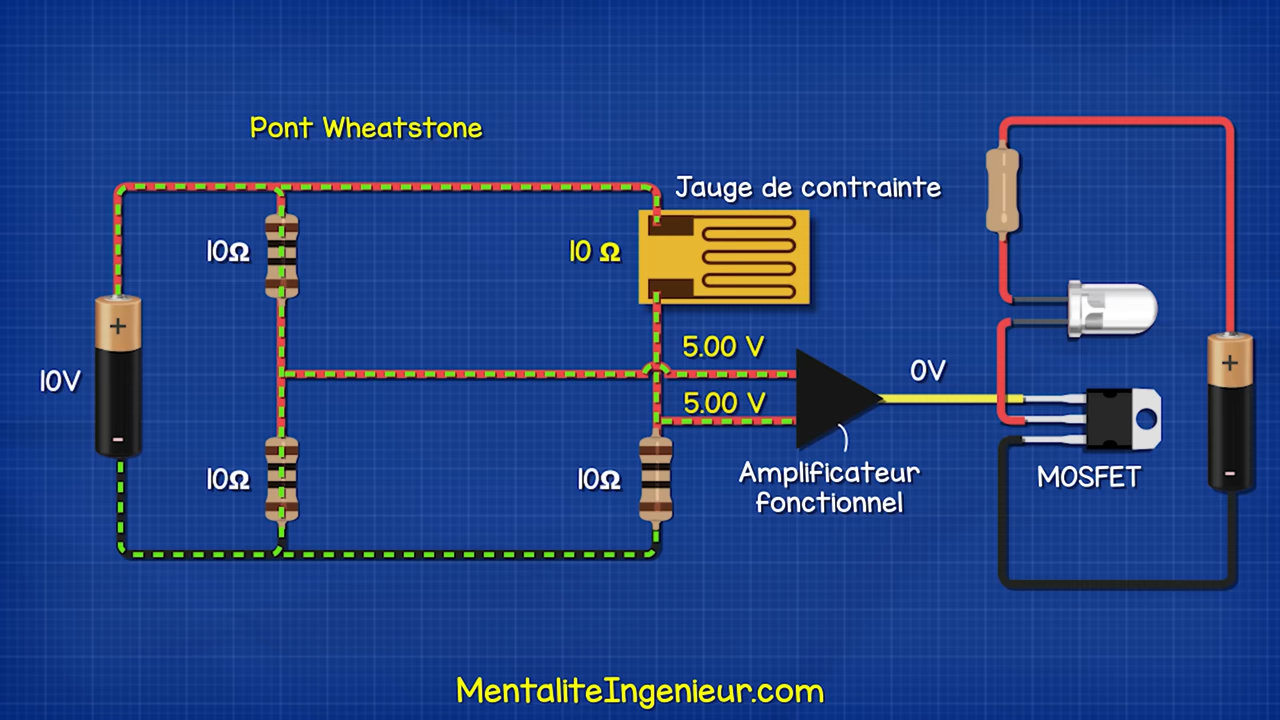 Pont Wheatstone
Jauge de contrainte
10Ω
10 Ω
5.00 V
10V
+
-
5.00 V
0V
+
-
10Ω
10Ω
Amplificateur
fonctionnel
MOSFET
MentaliteIngenieur.com